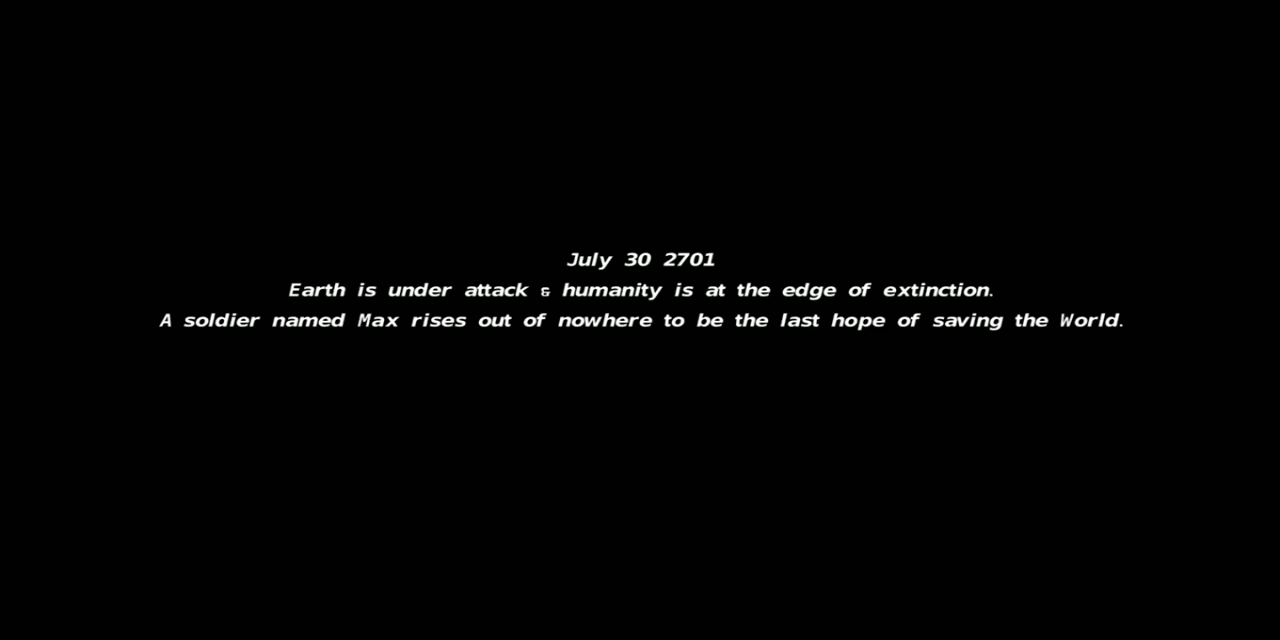 July 30 2701
Earth is under attack & humanity is at the edge of extinction.
A soldier named Max rises out of nowhere to be the last hope of saving the World.